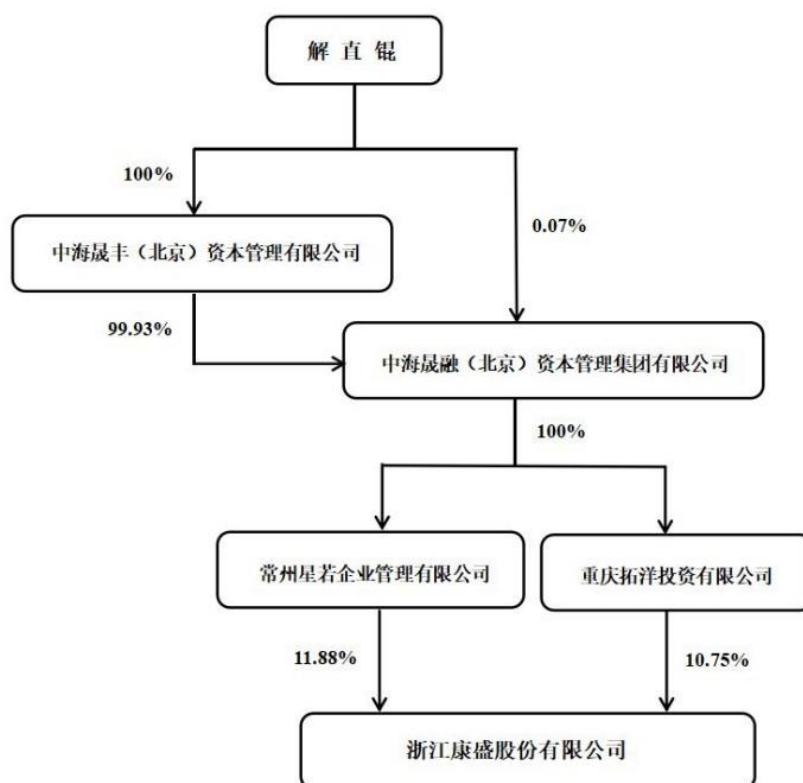 解 直 锟
100%
0.07%
中海晟丰（北京）资本管理有限公司
99.93%
中海晟融（北京）资本管理集团有限公司
100%
常州星若企业管理有限公司
重庆拓洋投资有限公司
11.88%
10.75%
浙江康盛股份有限公司